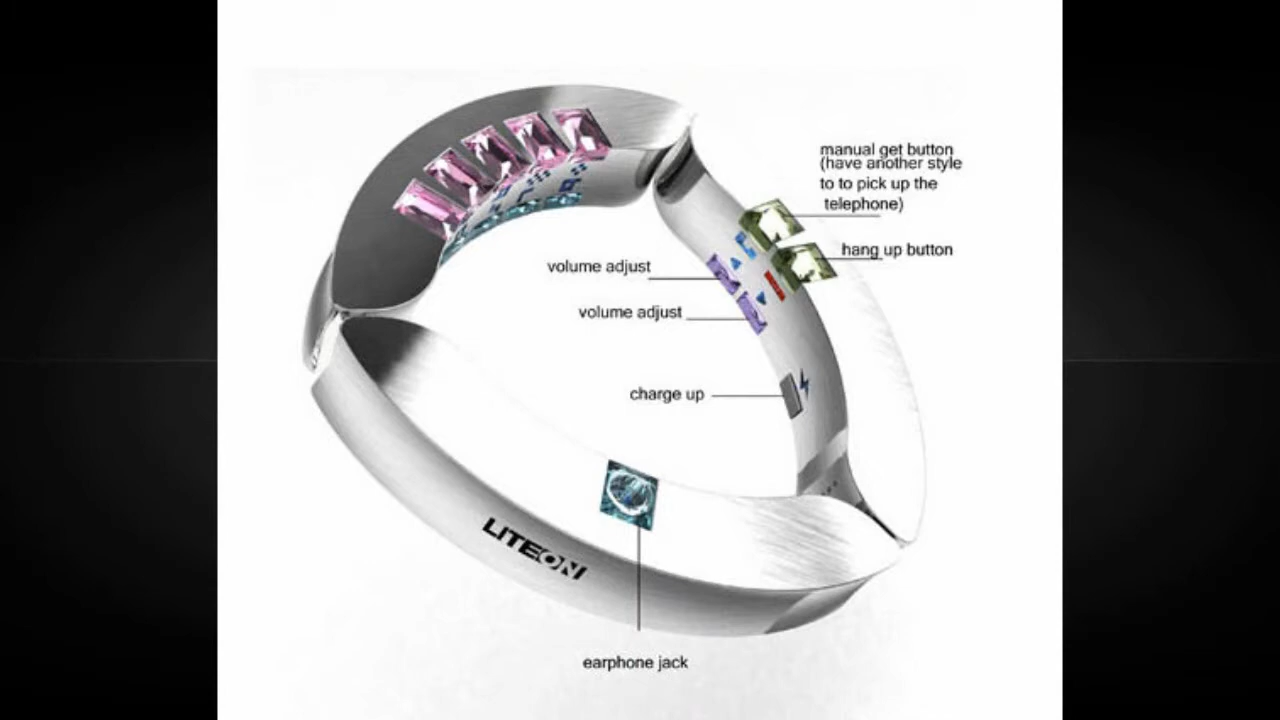 manual get button
(have another style
to to pick up the
telephone)
hang up button
volume adjust
volume adjust
charge up
LITEON
earphone jack